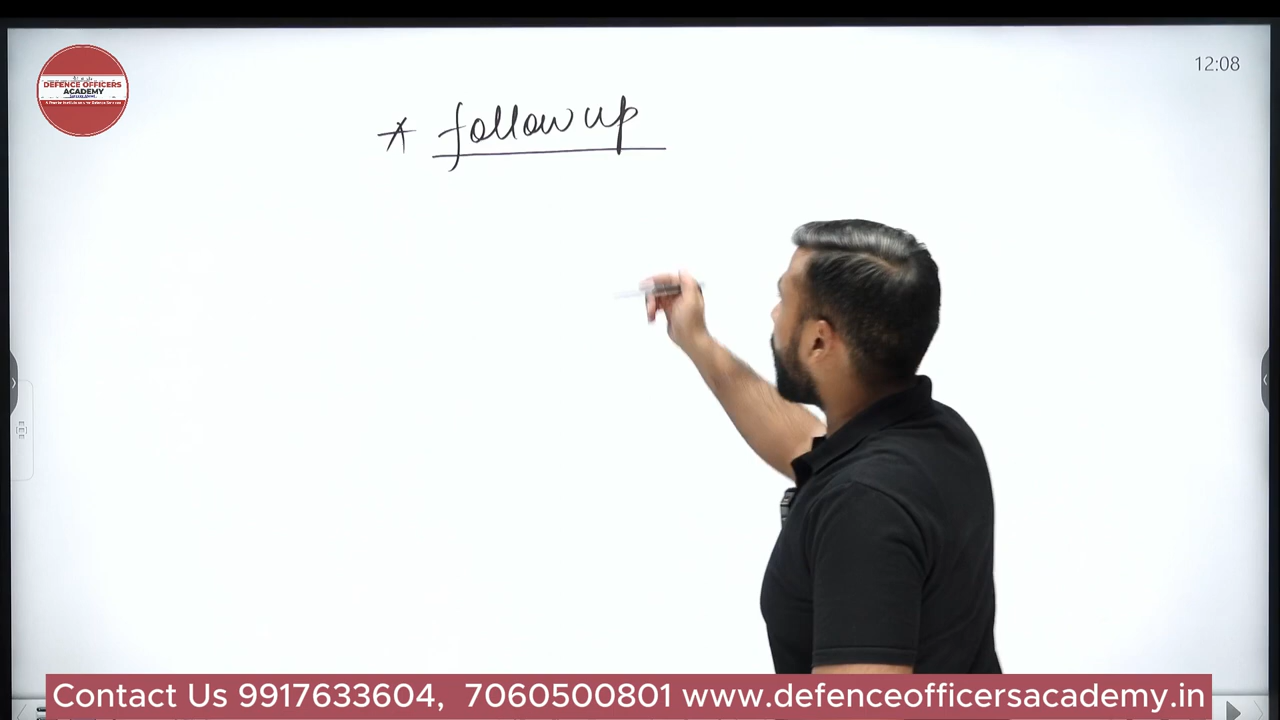 DEFENCE OFFICERS
ACADEMY
12:08
* follow up
Contact Us 9917633604, 7060500801 www.defenceofficersacademy.in